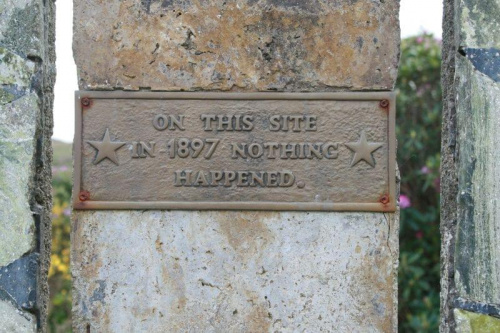 ON THIS SITE
IN 1897 NOTHING
HAPPENED.